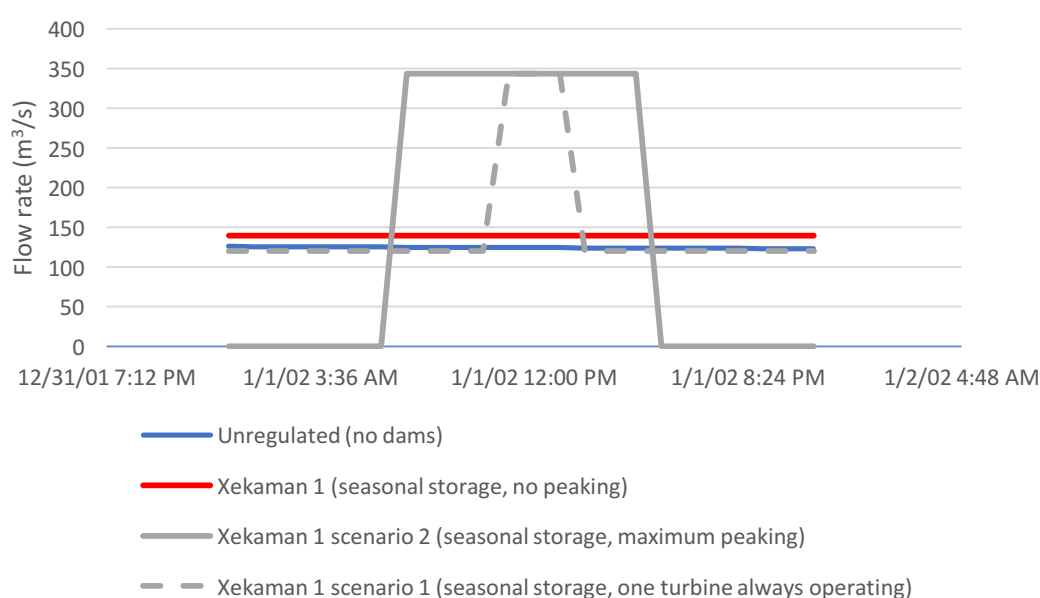 400
350
300
250
200
150
100
50
0
Flow rate (m³/s)
12/31/01 7:12 PM 1/1/02 3:36 AM 1/1/02 12:00 PM 1/1/02 8:24 PM 1/2/02 4:48 AM
Unregulated (no dams)
Xekaman 1 (seasonal storage, no peaking)
Xekaman 1 scenario 2 (seasonal storage, maximum peaking)
Xekaman 1 scenario 1 (seasonal storage, one turbine always operating)